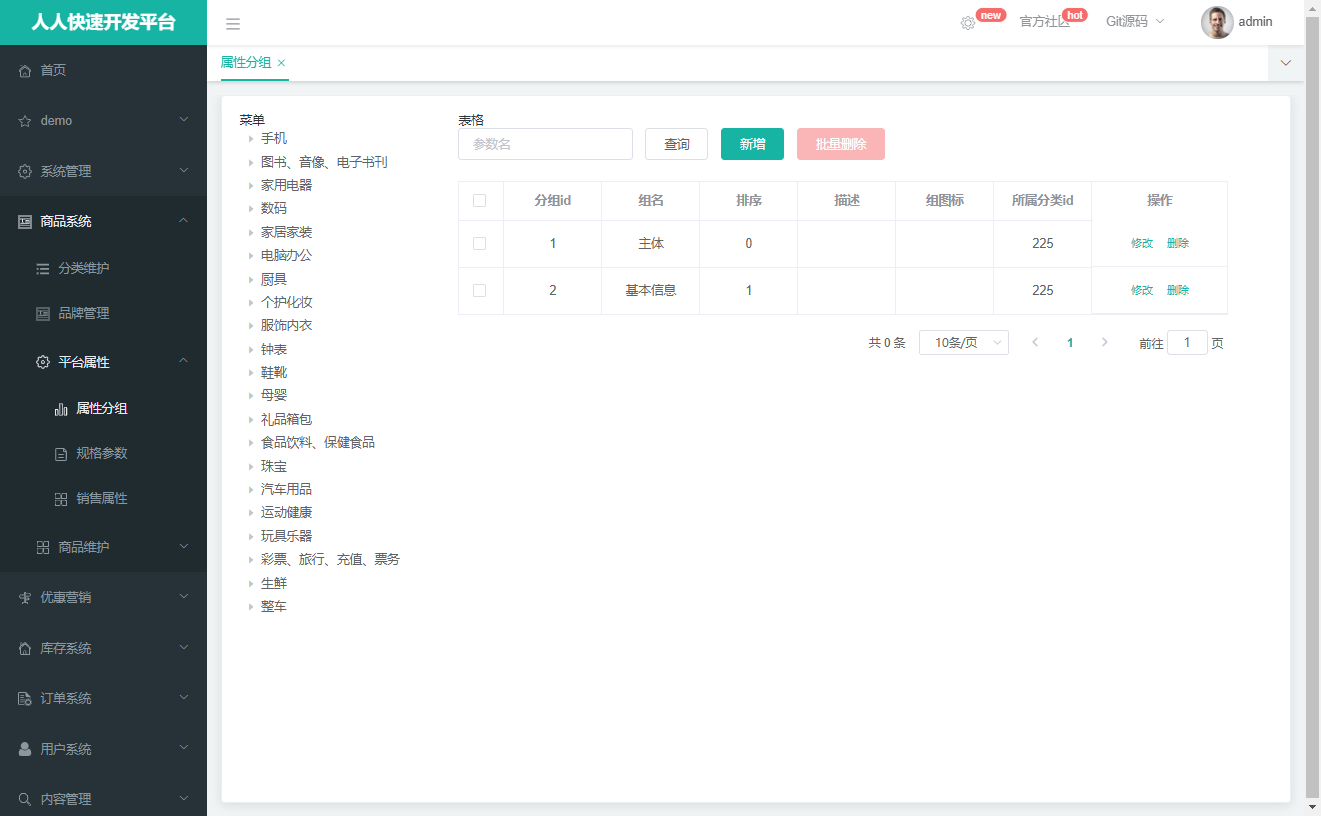 人人快速开发平台
new
官方社区
hot
Git源码
admin
首页
demo
系统管理
商品系统
分类维护
品牌管理
平台属性
属性分组
规格参数
销售属性
商品维护
优惠营销
库存系统
订单系统
用户系统
内容管理
属性分组 ×
菜单
手机
图书、音像、电子书刊
家用电器
数码
家居家装
电脑办公
厨具
个护化妆
服饰内衣
钟表
鞋靴
母婴
礼品箱包
食品饮料、保健食品
珠宝
汽车用品
运动健康
玩具乐器
彩票、旅行、充值、票务
生鲜
整车
表格
参数名 查询 新增 批量删除
分组id 组名 排序 描述 组图标 所属分类id 操作
1 主体 0 225 修改 删除
2 基本信息 1 225 修改 删除
共 0 条 10条/页 1 前往 1 页